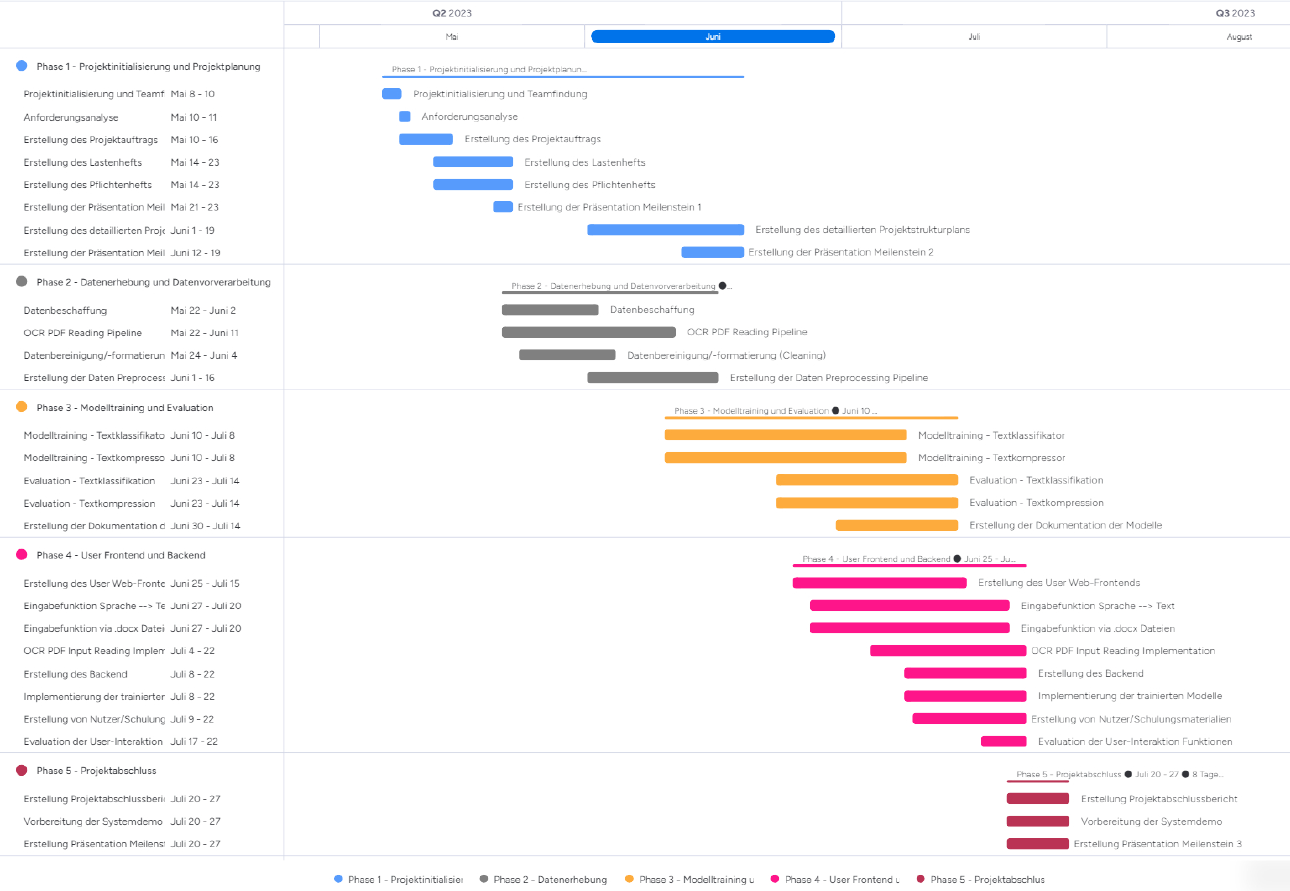 Q2 2023 Q3 2023
Mai Juni Juli August
Phase 1 - Projektinitialisierung und Projektplanung
Phase 1 - Projektinitialisierung und Projektplanun...
Projektinitialisierung und Teamf Mai 8 - 10 Projektinitialisierung und Teamfindung
Anforderungsanalyse Mai 10 - 11 Anforderungsanalyse
Erstellung des Projektauftrags Mai 10 - 16 Erstellung des Projektauftrags
Erstellung des Lastenhefts Mai 14 - 23 Erstellung des Lastenhefts
Erstellung des Pflichtenhefts Mai 14 - 23 Erstellung des Pflichtenhefts
Erstellung der Präsentation Meil Mai 21 - 23 Erstellung der Präsentation Meilenstein 1
Erstellung des detaillierten Proje Juni 1 - 19 Erstellung des detaillierten Projektstrukturplans
Erstellung der Präsentation Meil Juni 12 - 19 Erstellung der Präsentation Meilenstein 2
Phase 2 - Datenerhebung und Datenvorverarbeitung
Phase 2 - Datenerhebung und Datenvorverarbeitung ● ...
Datenbeschaffung Mai 22 - Juni 2 Datenbeschaffung
OCR PDF Reading Pipeline Mai 22 - Juni 11 OCR PDF Reading Pipeline
Datenbereinigung/-formatierun Mai 24 - Juni 4 Datenbereinigung/-formatierung (Cleaning)
Erstellung der Daten Preprocess Juni 1 - 16 Erstellung der Daten Preprocessing Pipeline
Phase 3 - Modelltraining und Evaluation
Phase 3 - Modelltraining und Evaluation ● Juni 10 ...
Modelltraining - Textklassifikato Juni 10 - Juli 8 Modelltraining - Textklassifikator
Modelltraining - Textkompresso Juni 10 - Juli 8 Modelltraining - Textkompressor
Evaluation - Textklassifikation Juni 23 - Juli 14 Evaluation - Textklassifikation
Evaluation - Textkompression Juni 23 - Juli 14 Evaluation - Textkompression
Erstellung der Dokumentation d Juni 30 - Juli 14 Erstellung der Dokumentation der Modelle
Phase 4 - User Frontend und Backend
Phase 4 - User Frontend und Backend ● Juni 25 - Ju...
Erstellung des User Web-Fronte Juni 25 - Juli 15 Erstellung des User Web-Frontends
Eingabefunktion Sprache --> Te Juni 27 - Juli 20 Eingabefunktion Sprache --> Text
Eingabefunktion via .docx Datei Juni 27 - Juli 20 Eingabefunktion via .docx Dateien
OCR PDF Input Reading Implem Juli 4 - 22 OCR PDF Input Reading Implementation
Erstellung des Backend Juli 8 - 22 Erstellung des Backend
Implementierung der trainierter Juli 8 - 22 Implementierung der trainierten Modelle
Erstellung von Nutzer/Schulung Juli 9 - 22 Erstellung von Nutzer/Schulungsmaterialien
Evaluation der User-Interaktion Juli 17 - 22 Evaluation der User-Interaktion Funktionen
Phase 5 - Projektabschluss
Phase 5 - Projektabschluss ● Juli 20 - 27 ● 8 Tage...
Erstellung Projektabschlussberi Juli 20 - 27 Erstellung Projektabschlussbericht
Vorbereitung der Systemdemo Juli 20 - 27 Vorbereitung der Systemdemo
Erstellung Präsentation Meilens Juli 20 - 27 Erstellung Präsentation Meilenstein 3
Phase 1 - Projektinitialisier Phase 2 - Datenerhebung Phase 3 - Modelltraining u Phase 4 - User Frontend u Phase 5 - Projektabschlus